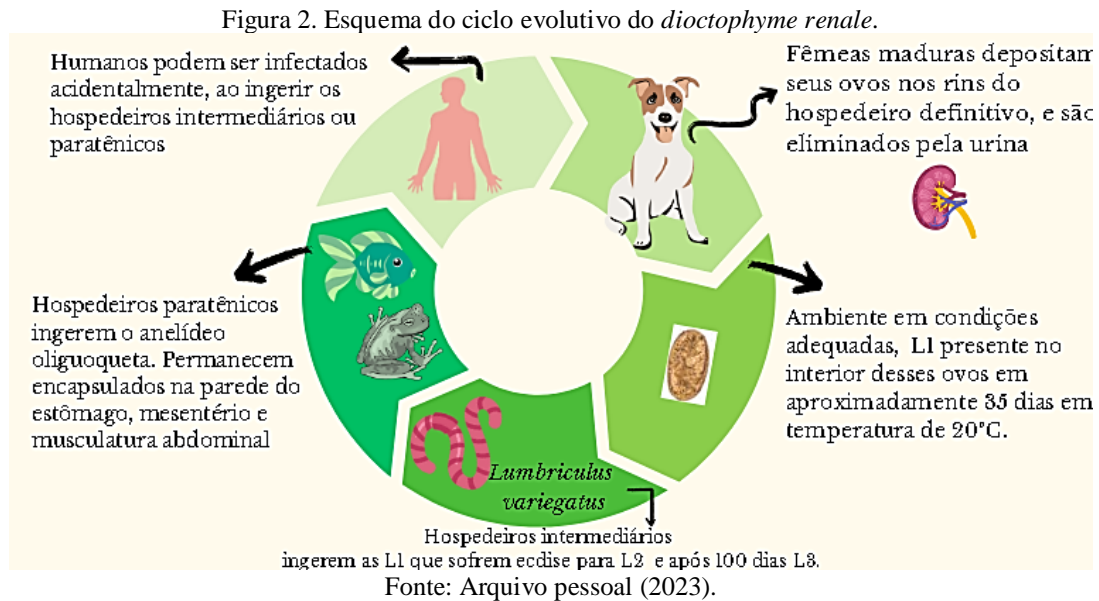 Figura 2. Esquema do ciclo evolutivo do dioctophyme renale.
Humanos podem ser infectados
acidentalmente, ao ingerir os
hospedeiros intermediários ou
paratênicos
Fêmeas maduras depositam
seus ovos nos rins do
hospedeiro definitivo, e são
eliminados pela urina
Ambiente em condições
adequadas, L1 presente no
interior desses ovos em
aproximadamente 35 dias em
temperatura de 20°C.
Lumbriculus
variegatus
Hospedeiros intermediários
ingerem as L1 que sofrem ecdise para L2 e após 100 dias L3.
Hospedeiros paratênicos
ingerem o anelídeo
oliguoqueta. Permanecem
encapsulados na parede do
estômago, mesentério e
musculatura abdominal
Fonte: Arquivo pessoal (2023).